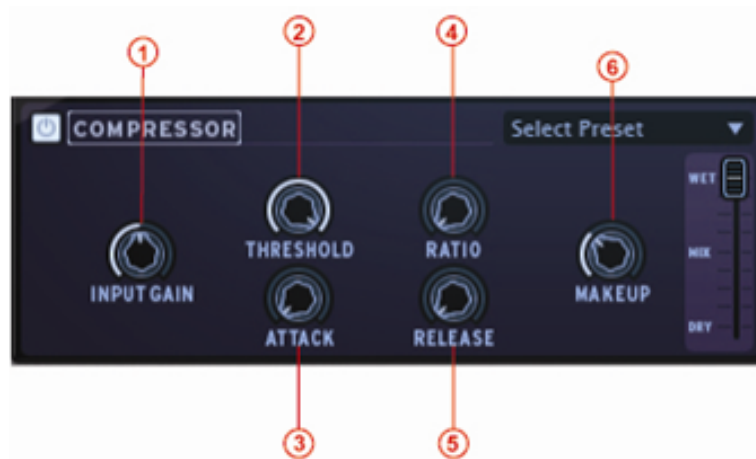 2 4
1 6
COMPRESSOR Select Preset
WET
THRESHOLD RATIO
MIX
INPUT GAIN MAKEUP
DRY
ATTACK RELEASE
3 5